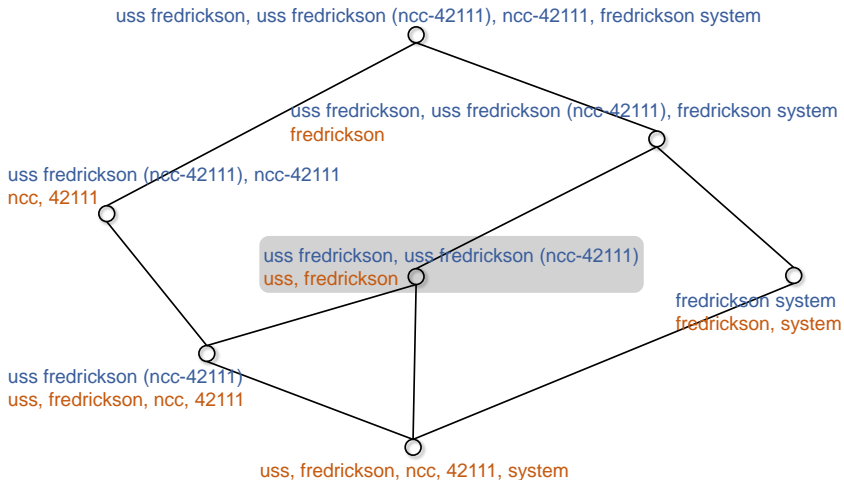 uss fredrickson, uss fredrickson (ncc-42111), ncc-42111, fredrickson system
uss fredrickson, uss fredrickson (ncc-42111), fredrickson system
fredrickson
uss fredrickson (ncc-42111), ncc-42111
ncc, 42111
uss fredrickson, uss fredrickson (ncc-42111)
uss, fredrickson
fredrickson system
fredrickson, system
uss fredrickson (ncc-42111)
uss, fredrickson, ncc, 42111
uss, fredrickson, ncc, 42111, system